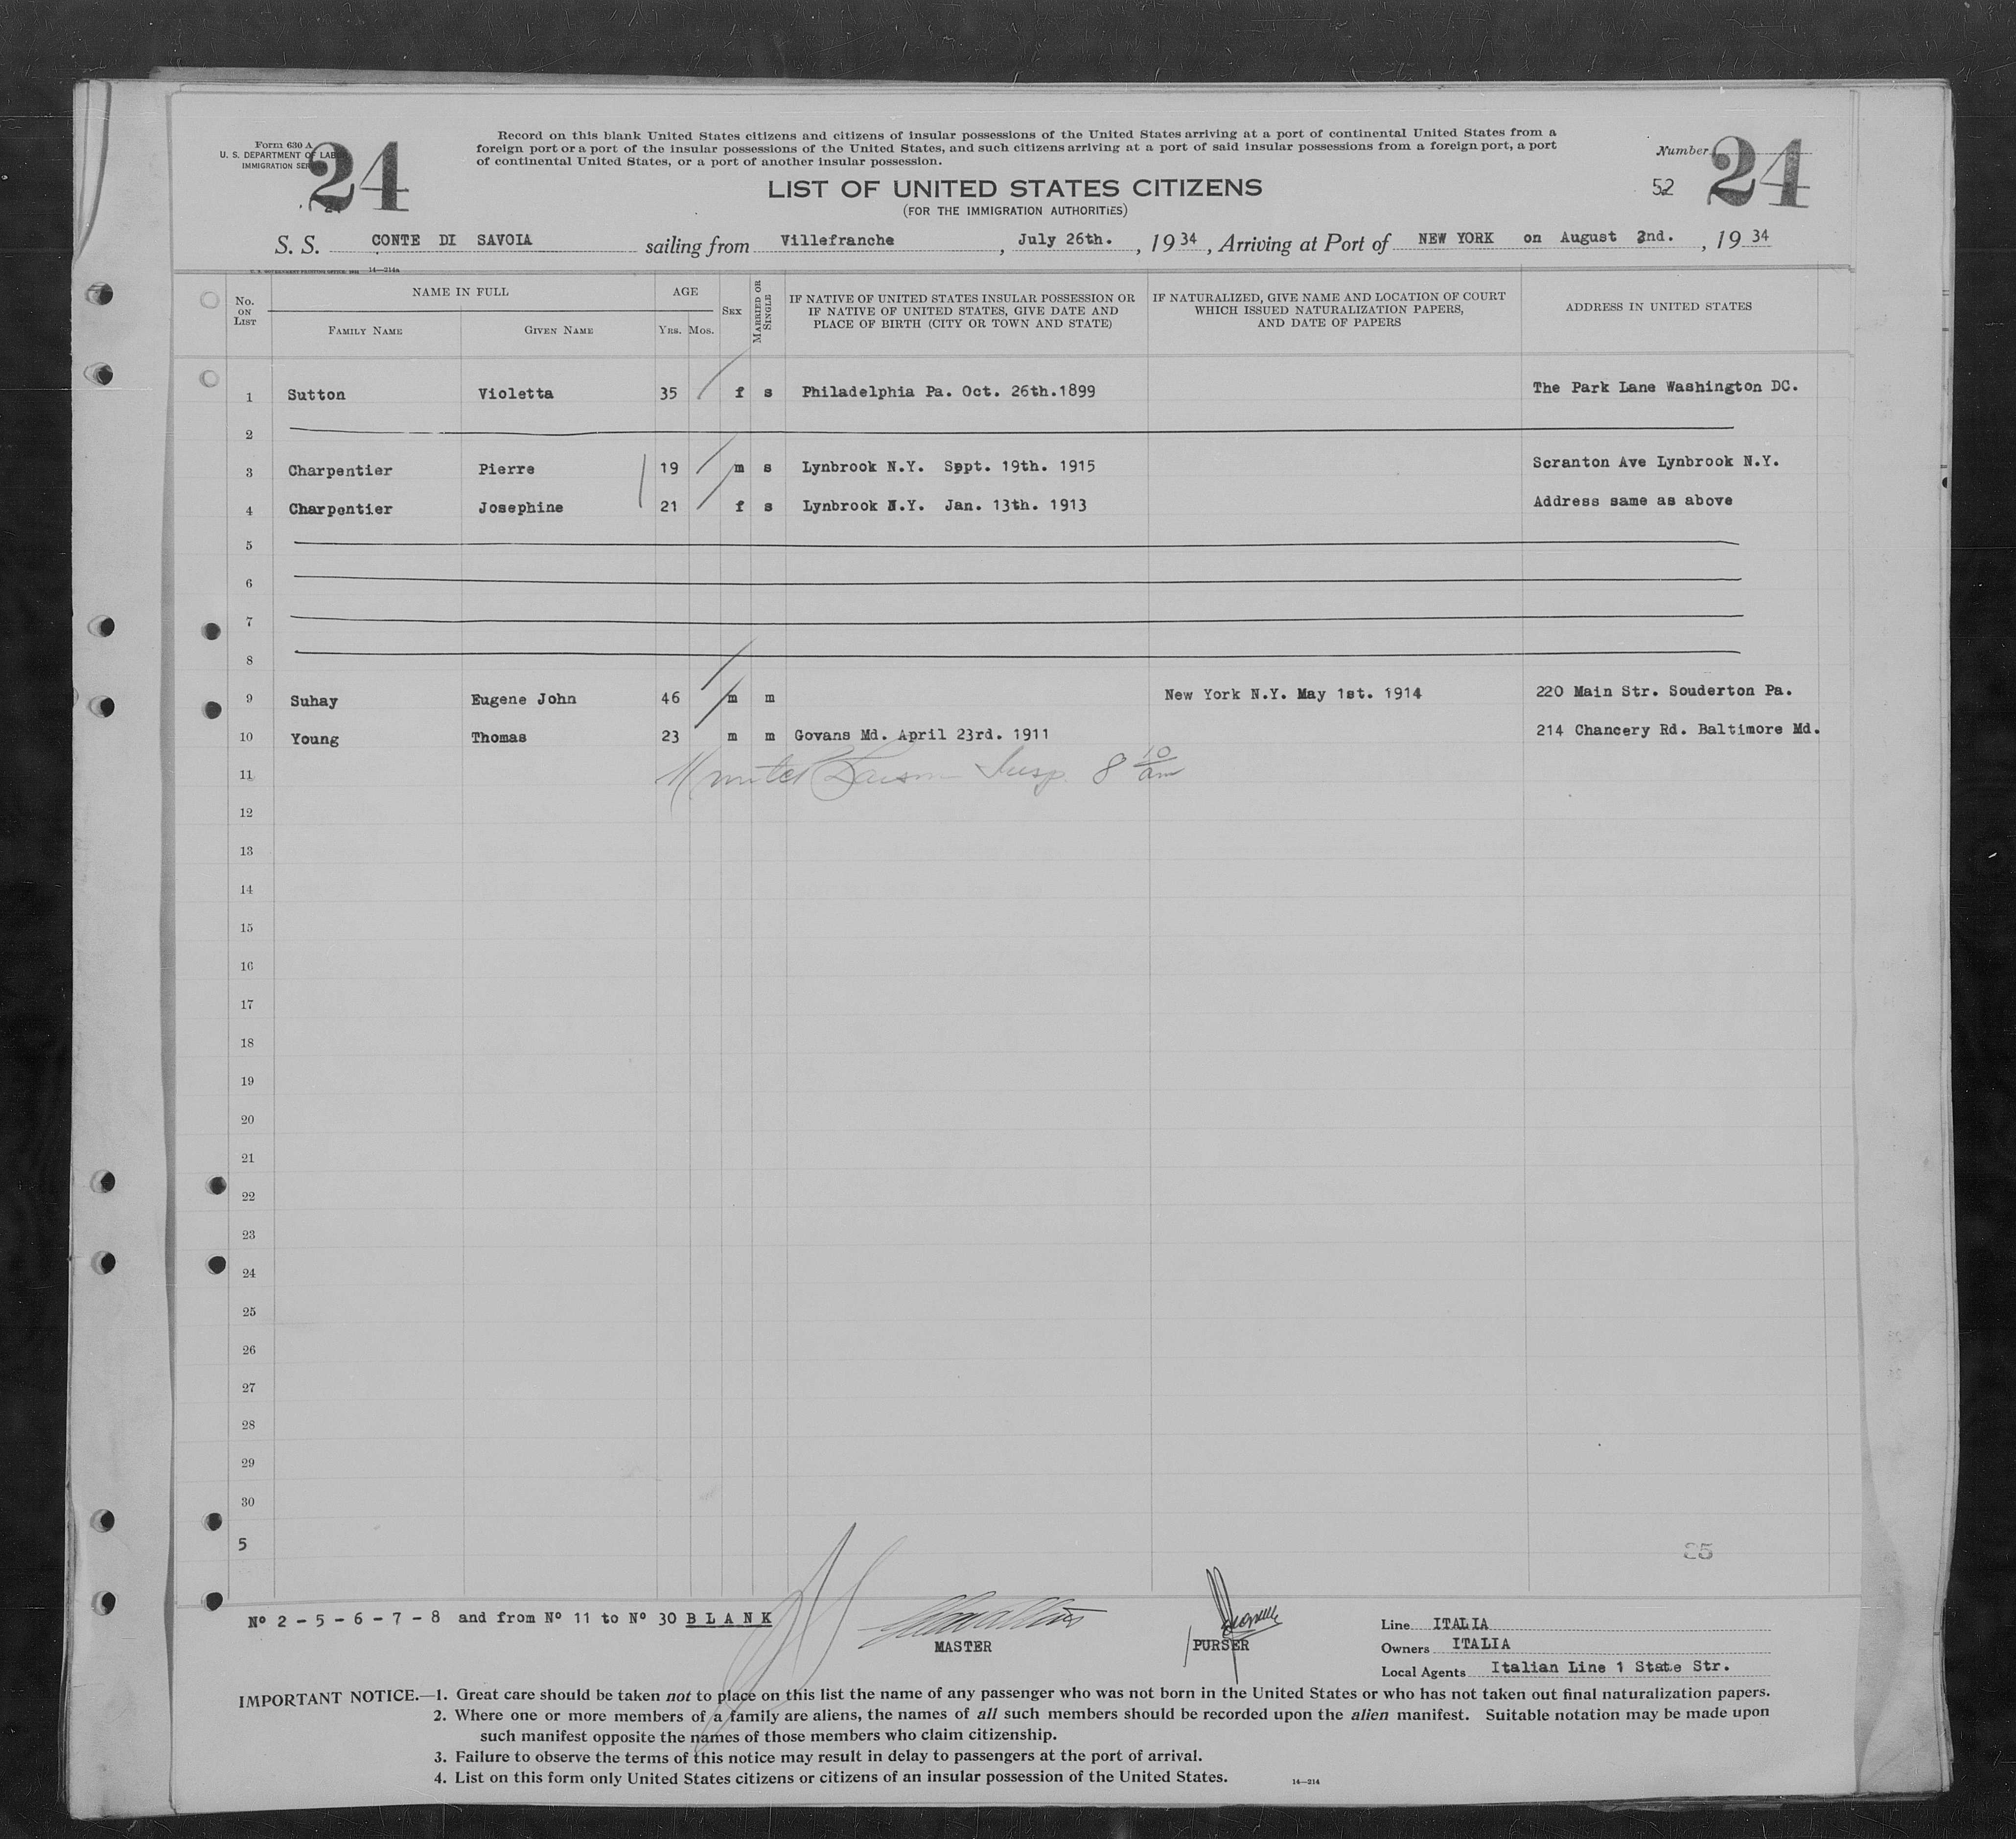 Form 630 A
U. S. DEPARTMENT OF LAB
IMMIGRATION SER
24
24
Record on this blank United States citizens and citizens of insular possessions of the United States arriving at a port of continental United States from a
foreign port or a port of the insular possessions of the United States, and such citizens arriving at a port of said insular possessions from a foreign port, a port
of continental United States, or a port of another insular possession.
LIST OF UNITED STATES CITIZENS
(FOR THE IMMIGRATION AUTHORITIES)
Number 24
52
S. S. CONTE DI SAVOIA sailing from Villefranche, July 26th., 1934, Arriving at Port of NEW YORK on August 2nd., 1934
14—214a
No. ON LIST
NAME IN FULL
FAMILY NAME
GIVEN NAME
AGE
YRS. MOS.
SEX
MARRIED OR SINGLE
IF NATIVE OF UNITED STATES INSULAR POSSESSION OR
IF NATIVE OF UNITED STATES, GIVE DATE AND
PLACE OF BIRTH (CITY OR TOWN AND STATE)
IF NATURALIZED, GIVE NAME AND LOCATION OF COURT
WHICH ISSUED NATURALIZATION PAPERS,
AND DATE OF PAPERS
ADDRESS IN UNITED STATES
1 Sutton Violetta 35 f s Philadelphia Pa. Oct. 26th.1899 The Park Lane Washington DC.
2
3 Charpentier Pierre 19 m s Lynbrook N.Y. Sept. 19th. 1915 Scranton Ave Lynbrook N.Y.
4 Charpentier Josephine 21 f s Lynbrook N.Y. Jan. 13th. 1913 Address same as above
5
6
7
8
9 Suhay Eugene John 46 m m New York N.Y. May 1st. 1914 220 Main Str. Souderton Pa.
10 Young Thomas 23 m m Govans Md. April 23rd. 1911 214 Chancery Rd. Baltimore Md.
11 Insp. 8 10 am
12
13
14
15
16
17
18
19
20
21
22
23
24
25
26
27
28
29
30
5
Nº 2 - 5 - 6 - 7 - 8 and from Nº 11 to Nº 30 BLANK
MASTER
PURSER
Line ITALIA
Owners ITALIA
Local Agents Italian Line 1 State Str.
IMPORTANT NOTICE.—1. Great care should be taken not to place on this list the name of any passenger who was not born in the United States or who has not taken out final naturalization papers.
2. Where one or more members of a family are aliens, the names of all such members should be recorded upon the alien manifest. Suitable notation may be made upon
such manifest opposite the names of those members who claim citizenship.
3. Failure to observe the terms of this notice may result in delay to passengers at the port of arrival.
4. List on this form only United States citizens or citizens of an insular possession of the United States.
14—214